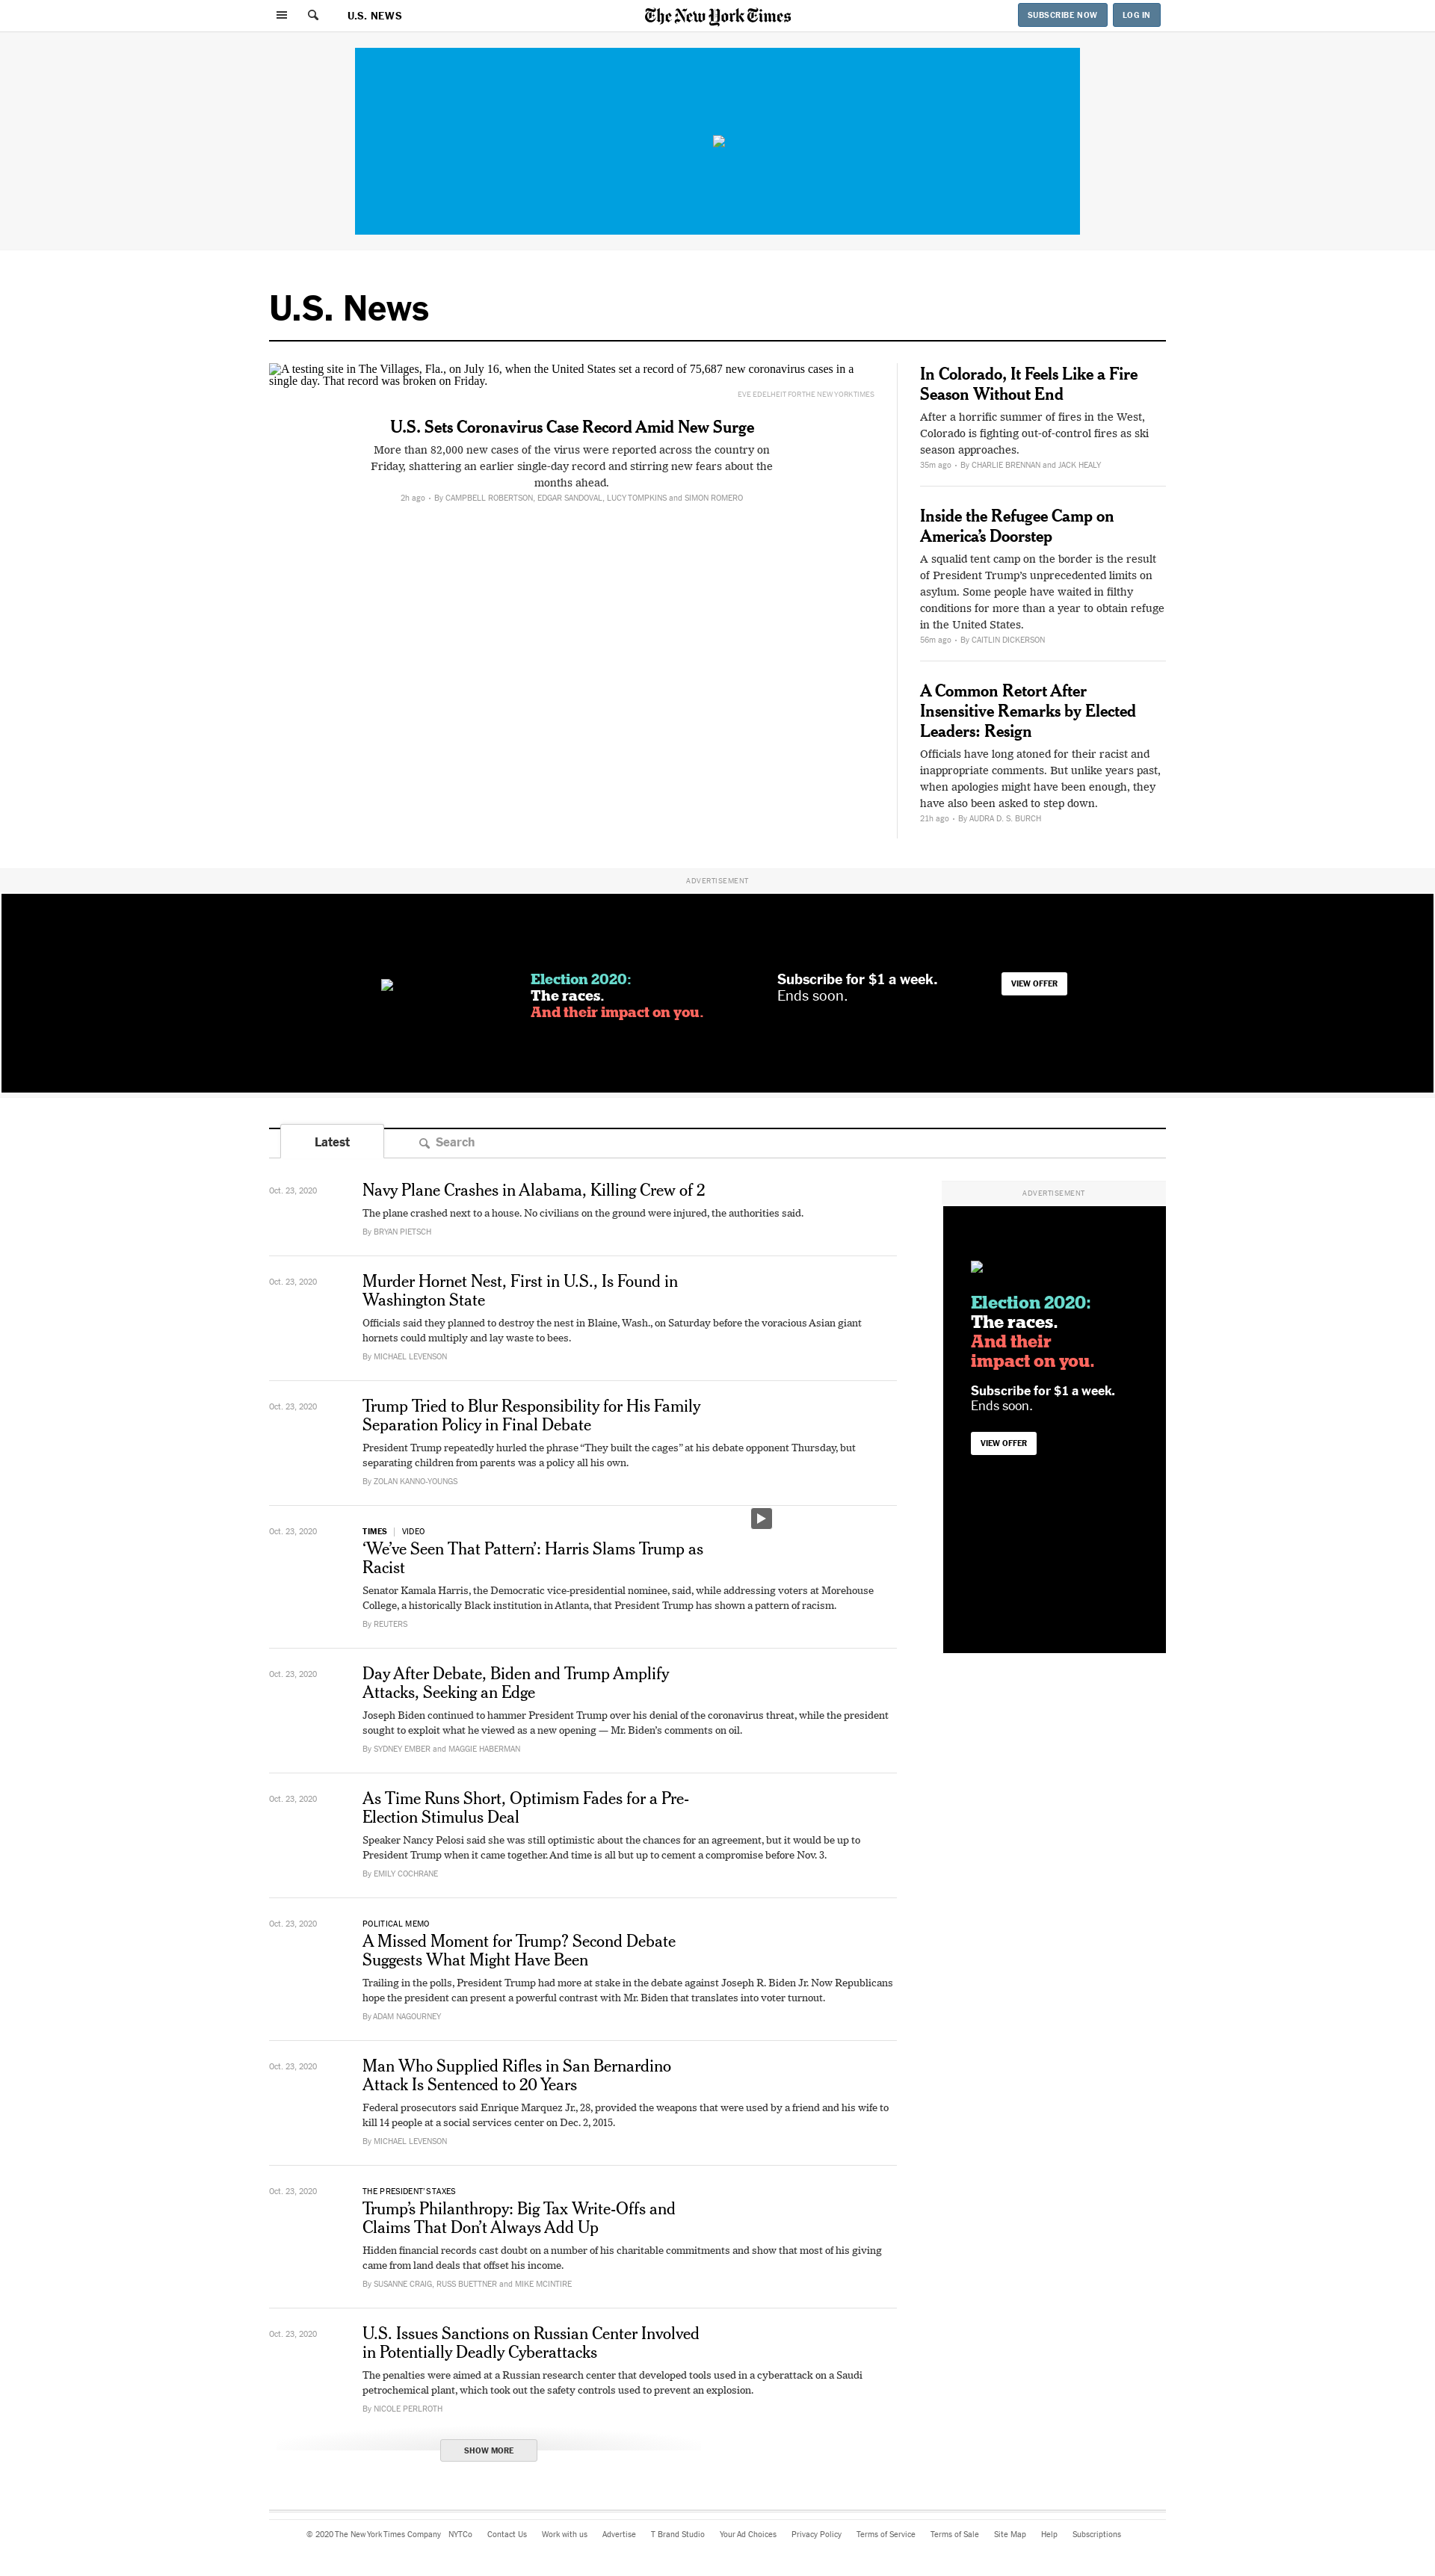 U.S. NEWS
The New York Times
SUBSCRIBE NOW
LOG IN
U.S. News
A testing site in The Villages, Fla., on July 16, when the United States set a record of 75,687 new coronavirus cases in a
single day. That record was broken on Friday.
EVE EDELHEIT FOR THE NEW YORK TIMES
U.S. Sets Coronavirus Case Record Amid New Surge
More than 82,000 new cases of the virus were reported across the country on
Friday, shattering an earlier single-day record and stirring new fears about the
months ahead.
2h ago • By CAMPBELL ROBERTSON, EDGAR SANDOVAL, LUCY TOMPKINS and SIMON ROMERO
In Colorado, It Feels Like a Fire
Season Without End
After a horrific summer of fires in the West,
Colorado is fighting out-of-control fires as ski
season approaches.
35m ago • By CHARLIE BRENNAN and JACK HEALY
Inside the Refugee Camp on
America’s Doorstep
A squalid tent camp on the border is the result
of President Trump’s unprecedented limits on
asylum. Some people have waited in filthy
conditions for more than a year to obtain refuge
in the United States.
56m ago • By CAITLIN DICKERSON
A Common Retort After
Insensitive Remarks by Elected
Leaders: Resign
Officials have long atoned for their racist and
inappropriate comments. But unlike years past,
when apologies might have been enough, they
have also been asked to step down.
21h ago • By AUDRA D. S. BURCH
ADVERTISEMENT
Election 2020:
The races.
And their impact on you.
Subscribe for $1 a week.
Ends soon.
VIEW OFFER
Latest
Search
Oct. 23, 2020
Navy Plane Crashes in Alabama, Killing Crew of 2
The plane crashed next to a house. No civilians on the ground were injured, the authorities said.
By BRYAN PIETSCH
Oct. 23, 2020
Murder Hornet Nest, First in U.S., Is Found in
Washington State
Officials said they planned to destroy the nest in Blaine, Wash., on Saturday before the voracious Asian giant
hornets could multiply and lay waste to bees.
By MICHAEL LEVENSON
Oct. 23, 2020
Trump Tried to Blur Responsibility for His Family
Separation Policy in Final Debate
President Trump repeatedly hurled the phrase “They built the cages” at his debate opponent Thursday, but
separating children from parents was a policy all his own.
By ZOLAN KANNO-YOUNGS
Oct. 23, 2020
TIMES | VIDEO
‘We’ve Seen That Pattern’: Harris Slams Trump as
Racist
Senator Kamala Harris, the Democratic vice-presidential nominee, said, while addressing voters at Morehouse
College, a historically Black institution in Atlanta, that President Trump has shown a pattern of racism.
By REUTERS
Oct. 23, 2020
Day After Debate, Biden and Trump Amplify
Attacks, Seeking an Edge
Joseph Biden continued to hammer President Trump over his denial of the coronavirus threat, while the president
sought to exploit what he viewed as a new opening — Mr. Biden’s comments on oil.
By SYDNEY EMBER and MAGGIE HABERMAN
Oct. 23, 2020
As Time Runs Short, Optimism Fades for a Pre-
Election Stimulus Deal
Speaker Nancy Pelosi said she was still optimistic about the chances for an agreement, but it would be up to
President Trump when it came together. And time is all but up to cement a compromise before Nov. 3.
By EMILY COCHRANE
Oct. 23, 2020
POLITICAL MEMO
A Missed Moment for Trump? Second Debate
Suggests What Might Have Been
Trailing in the polls, President Trump had more at stake in the debate against Joseph R. Biden Jr. Now Republicans
hope the president can present a powerful contrast with Mr. Biden that translates into voter turnout.
By ADAM NAGOURNEY
Oct. 23, 2020
Man Who Supplied Rifles in San Bernardino
Attack Is Sentenced to 20 Years
Federal prosecutors said Enrique Marquez Jr., 28, provided the weapons that were used by a friend and his wife to
kill 14 people at a social services center on Dec. 2, 2015.
By MICHAEL LEVENSON
Oct. 23, 2020
THE PRESIDENT’S TAXES
Trump’s Philanthropy: Big Tax Write-Offs and
Claims That Don’t Always Add Up
Hidden financial records cast doubt on a number of his charitable commitments and show that most of his giving
came from land deals that offset his income.
By SUSANNE CRAIG, RUSS BUETTNER and MIKE MCINTIRE
Oct. 23, 2020
U.S. Issues Sanctions on Russian Center Involved
in Potentially Deadly Cyberattacks
The penalties were aimed at a Russian research center that developed tools used in a cyberattack on a Saudi
petrochemical plant, which took out the safety controls used to prevent an explosion.
By NICOLE PERLROTH
SHOW MORE
ADVERTISEMENT
Election 2020:
The races.
And their
impact on you.
Subscribe for $1 a week.
Ends soon.
VIEW OFFER
© 2020 The New York Times Company NYTCo Contact Us Work with us Advertise T Brand Studio Your Ad Choices Privacy Policy Terms of Service Terms of Sale Site Map Help Subscriptions